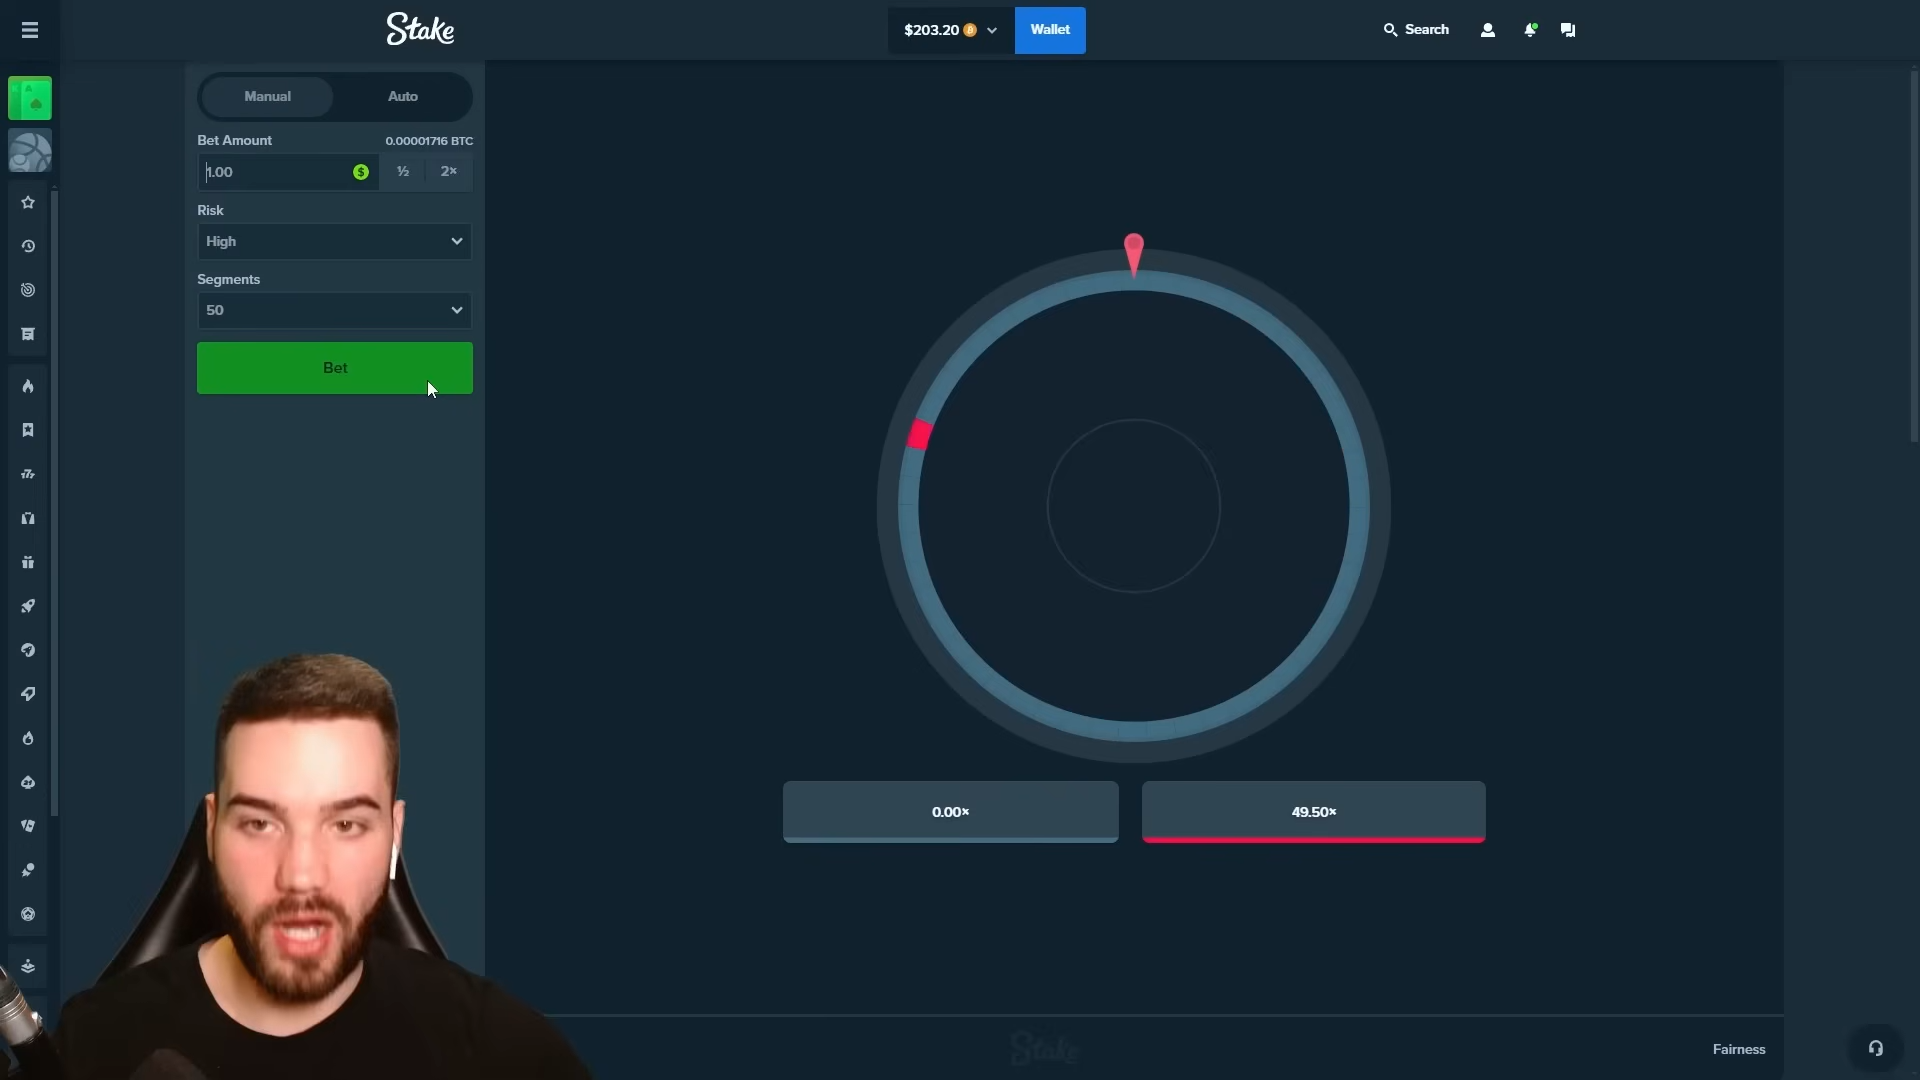 Stake
$203.20
Wallet
Search
Manual
Auto
Bet Amount
0.00001716 BTC
1.00
$
½
2×
Risk
High
Segments
50
Bet
0.00×
49.50×
Stake
Fairness